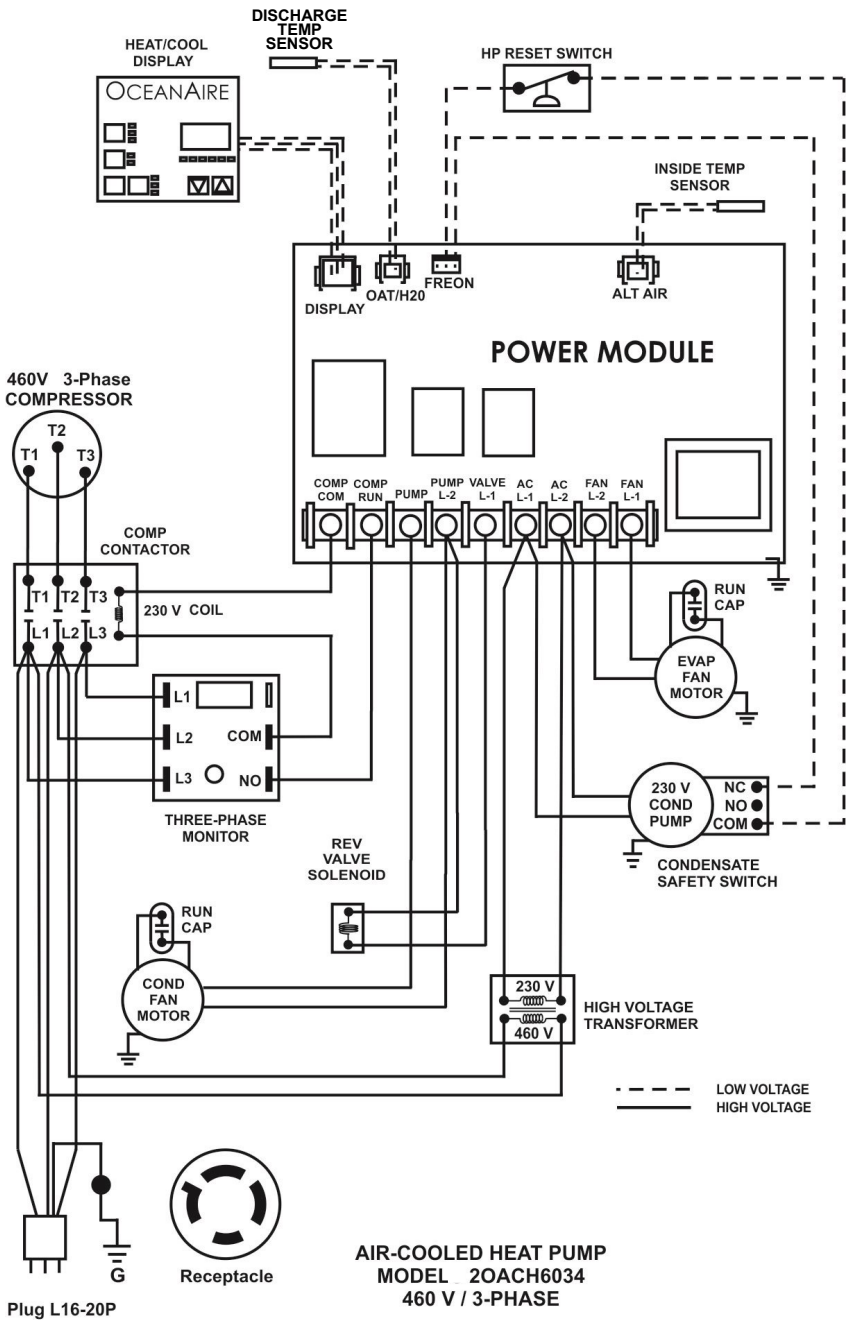 DISCHARGE
TEMP
SENSOR
HEAT/COOL
DISPLAY
OCEANAIRE
HP RESET SWITCH
INSIDE TEMP
SENSOR
DISPLAY
OAT/H20
FREON
ALT AIR
POWER MODULE
460V 3-Phase
COMPRESSOR
T1
T2
T3
COMP
COM
COMP
RUN
PUMP
PUMP
L-2
VALVE
L-1
AC
L-1
AC
L-2
FAN
L-2
FAN
L-1
COMP
CONTACTOR
T1 T2 T3
230 V COIL
L1 L2 L3
RUN
CAP
EVAP
FAN
MOTOR
L1
L2
L3
COM
NO
THREE-PHASE
MONITOR
230 V
COND
PUMP
NC
NO
COM
CONDENSATE
SAFETY SWITCH
REV
VALVE
SOLENOID
RUN
CAP
COND
FAN
MOTOR
230 V
460 V
HIGH VOLTAGE
TRANSFORMER
LOW VOLTAGE
HIGH VOLTAGE
G
Plug L16-20P
Receptacle
AIR-COOLED HEAT PUMP
MODEL 2OACH6034
460 V / 3-PHASE